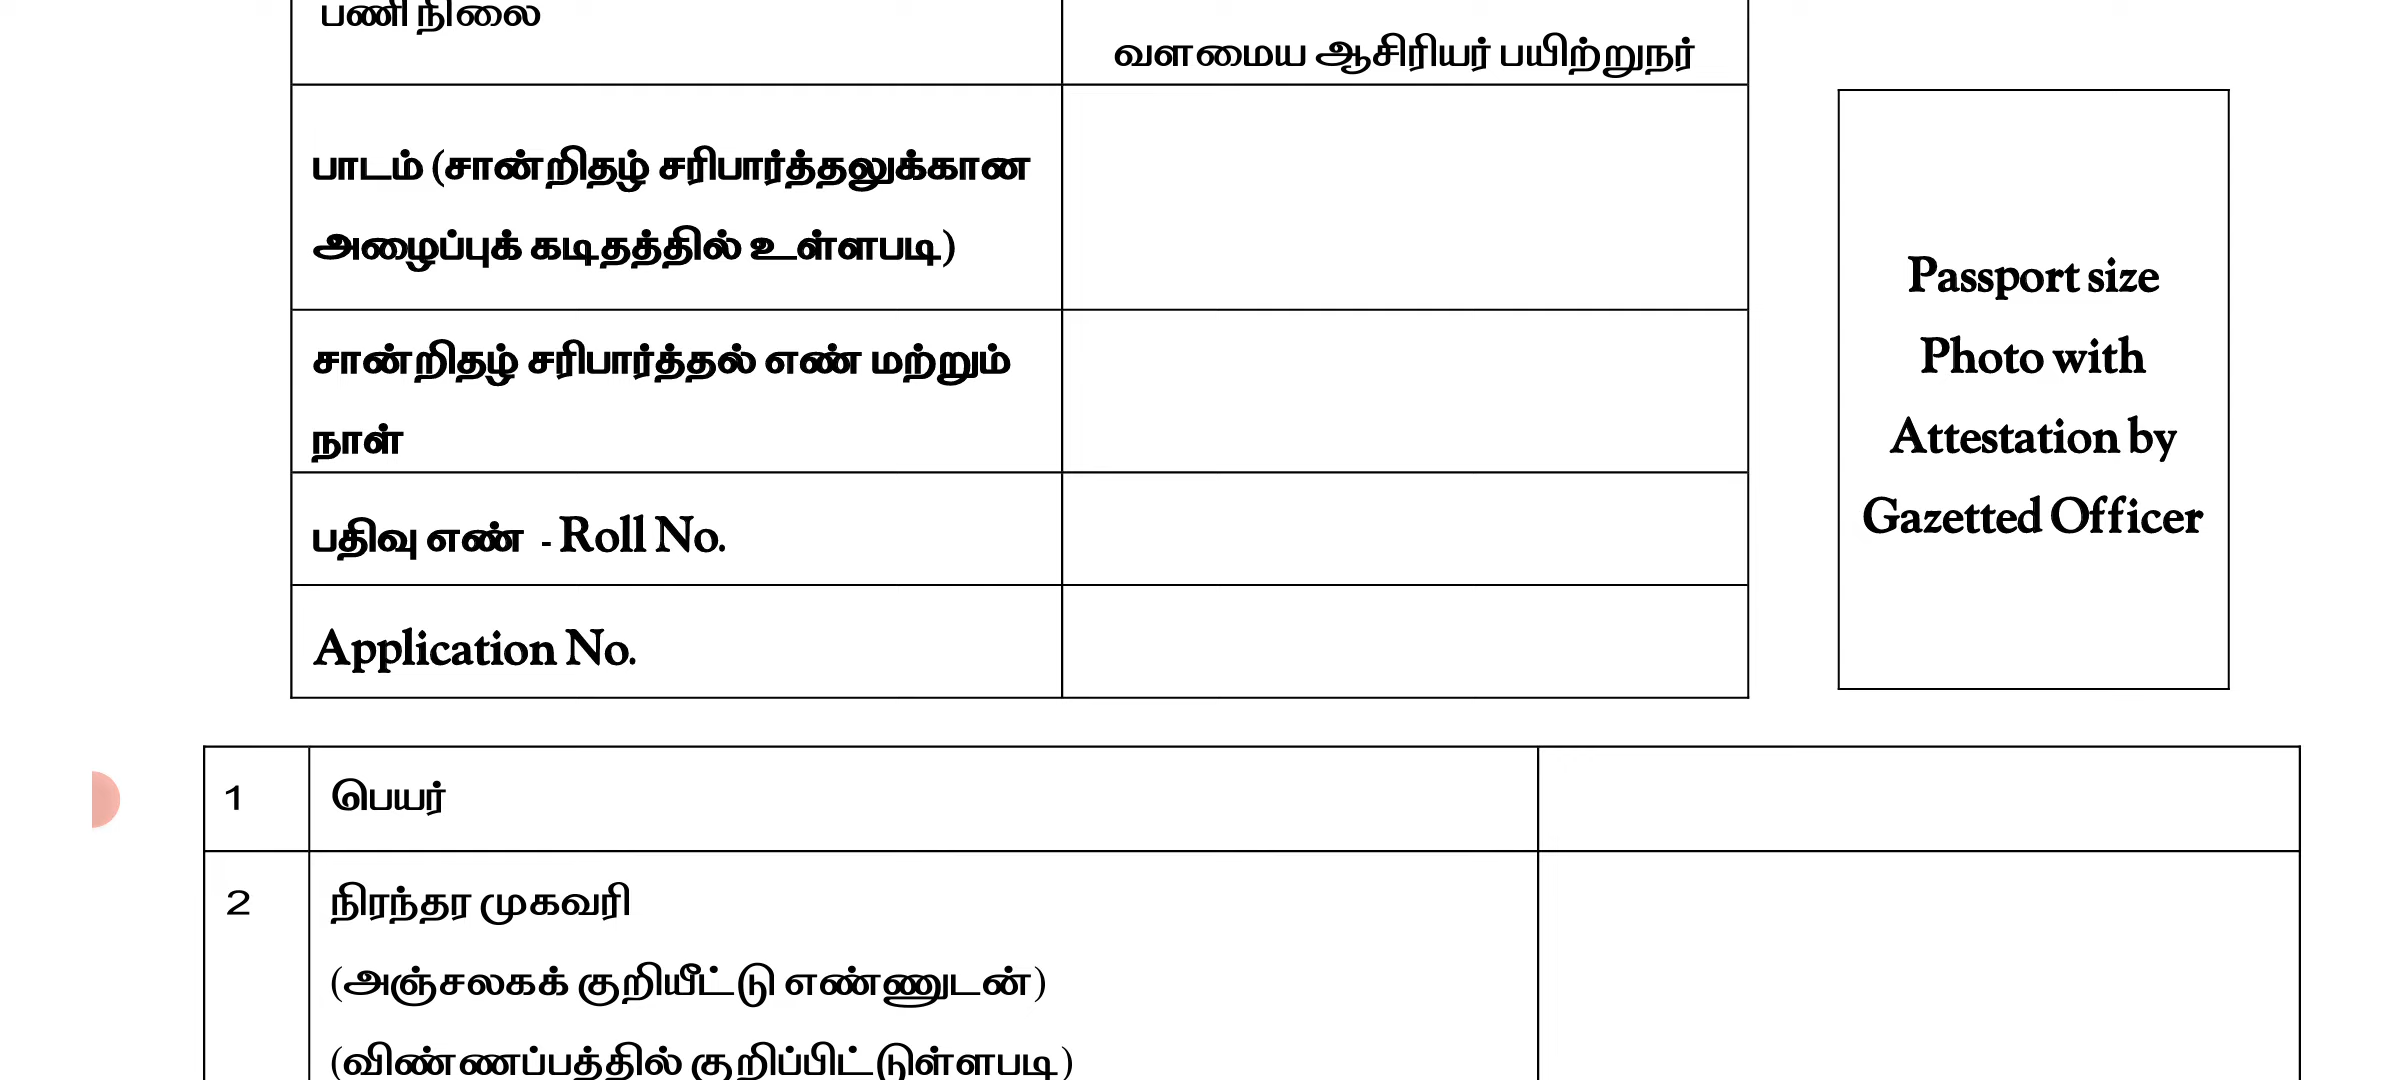 பணி நிலை
வளமைய ஆசிரியர் பயிற்றுநர்
பாடம் (சான்றிதழ் சரிபார்த்தலுக்கான
அழைப்புக் கடிதத்தில் உள்ளபடி)
சான்றிதழ் சரிபார்த்தல் எண் மற்றும்
நாள்
பதிவு எண் - Roll No.
Application No.
Passport size
Photo with
Attestation by
Gazetted Officer
1 பெயர்
2 நிரந்தர முகவரி
(அஞ்சலகக் குறியீட்டு எண்ணுடன்)
(விண்ணப்பத்தில் குறிப்பிட்டுள்ளபடி)